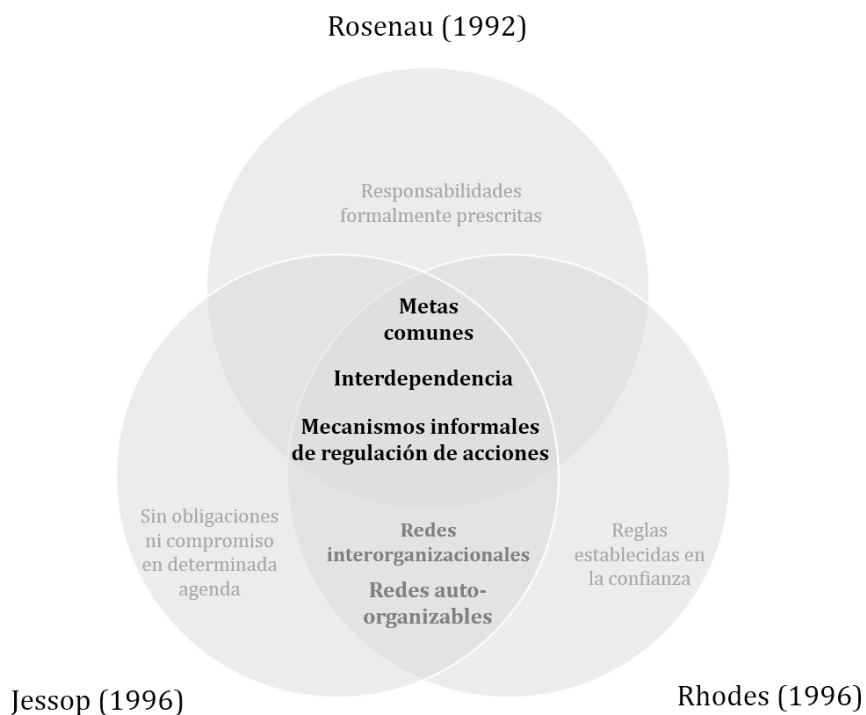 Rosenau (1992)
Responsabilidades
formalmente prescritas
Metas
comunes
Interdependencia
Mecanismos informales
de regulación de acciones
Sin obligaciones
ni compromiso
en determinada
agenda
Redes
interorganizacionales
Redes auto-
organizables
Reglas
establecidas en
la confianza
Jessop (1996)
Rhodes (1996)